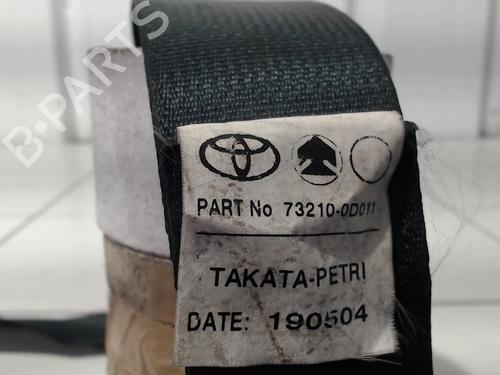 B-PARTS
PART No 73210-0D011
TAKATA-PETRI
DATE: 190504